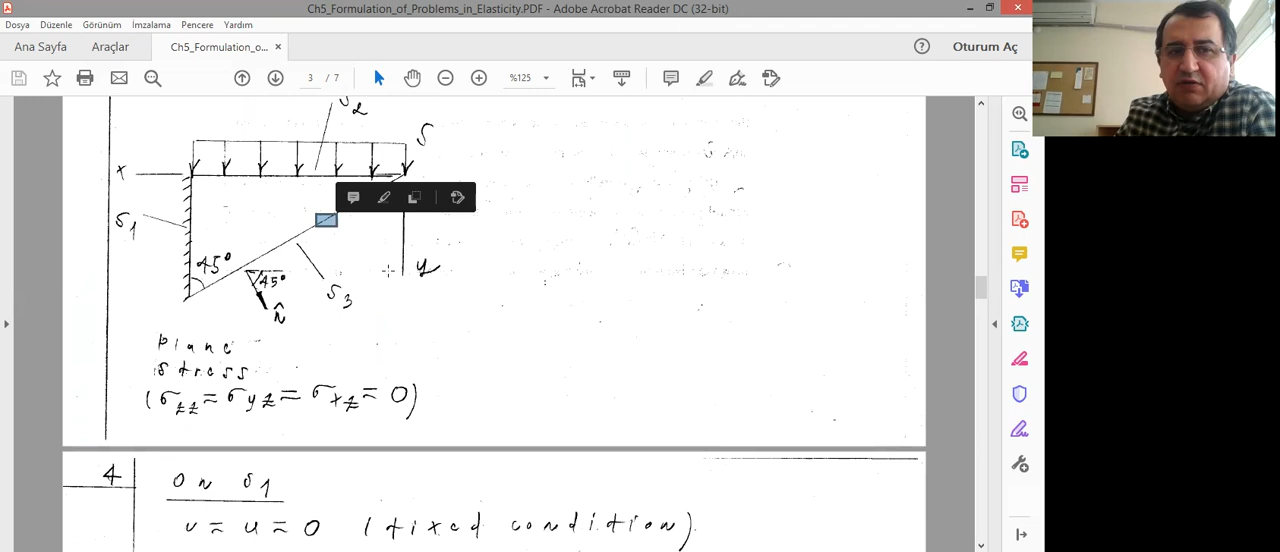 Ch5_Formulation_of_Problems_in_Elasticity.PDF - Adobe Acrobat Reader DC (32-bit)
Dosya Düzenle Görünüm İmzalama Pencere Yardım
Ana Sayfa Araçlar Ch5_Formulation_o... × Oturum Aç
3 / 7 %125
S2
S
x
S1
45°
45°
y
S3
n̂
plane
stress
(σzz = σyz = σxz = 0)
4 on S1
v = u = 0 (fixed condition).